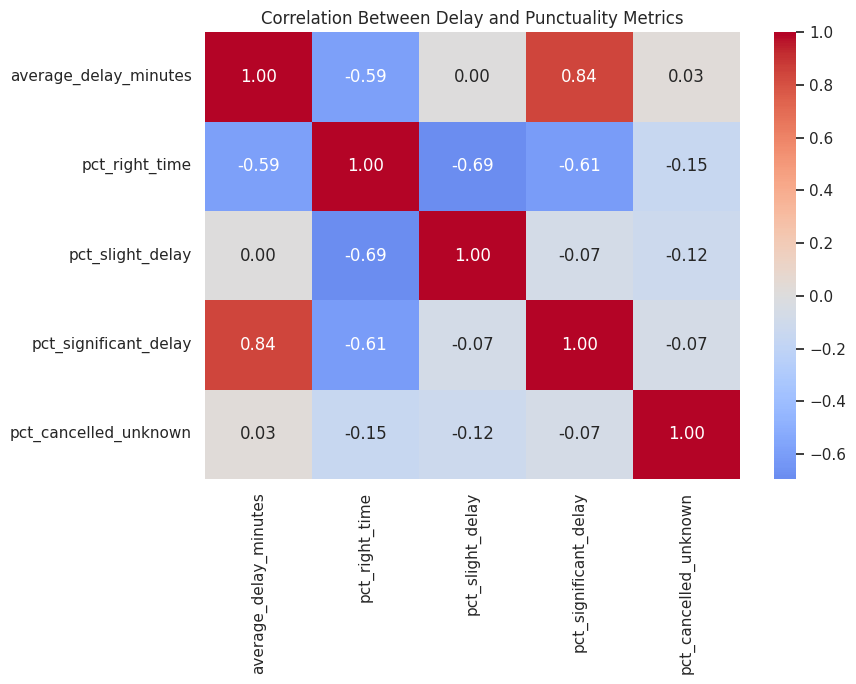 Correlation Between Delay and Punctuality Metrics
average_delay_minutes 1.00 -0.59 0.00 0.84 0.03
pct_right_time -0.59 1.00 -0.69 -0.61 -0.15
pct_slight_delay 0.00 -0.69 1.00 -0.07 -0.12
pct_significant_delay 0.84 -0.61 -0.07 1.00 -0.07
pct_cancelled_unknown 0.03 -0.15 -0.12 -0.07 1.00
average_delay_minutes
pct_right_time
pct_slight_delay
pct_significant_delay
pct_cancelled_unknown
1.0
0.8
0.6
0.4
0.2
0.0
−0.2
−0.4
−0.6